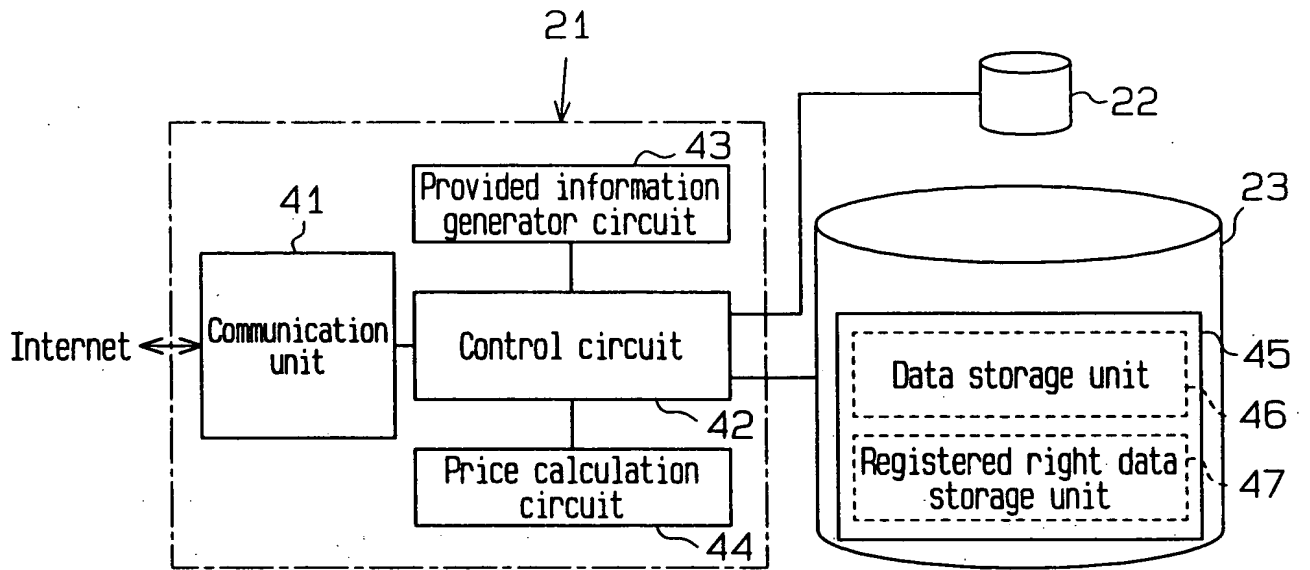 21
22
43
Provided information
generator circuit
23
41
Communication
unit
Internet
Control circuit
42
45
Data storage unit
46
Registered right data
storage unit
47
Price calculation
circuit
44